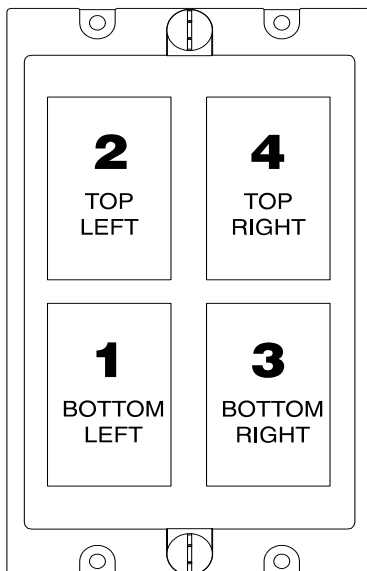 2
TOP
LEFT
4
TOP
RIGHT
1
BOTTOM
LEFT
3
BOTTOM
RIGHT